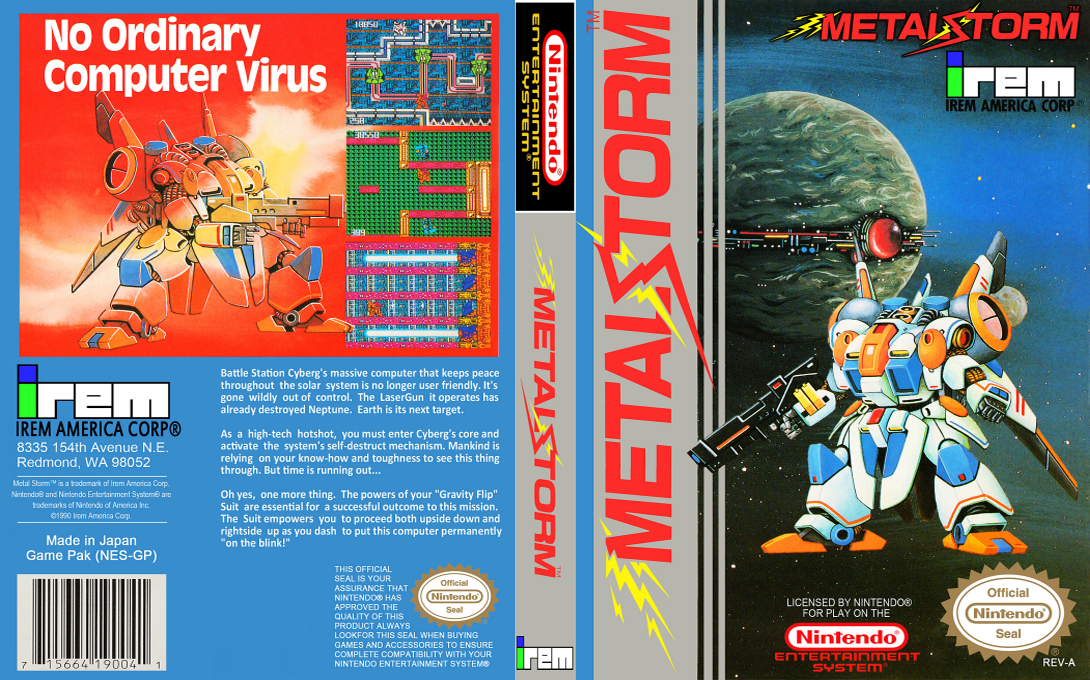 No Ordinary
Computer Virus
10850
258
38550
389
irem
IREM AMERICA CORP®
8335 154th Avenue N.E.
Redmond, WA 98052
Metal Storm™ is a trademark of Irem America Corp.
Nintendo® and Nintendo Entertainment System® are
trademarks of Nintendo of America Inc.
©1990 Irem America Corp.
Made in Japan
Game Pak (NES-GP)
7 15664 19004 1
Battle Station Cyberg's massive computer that keeps peace
throughout the solar system is no longer user friendly. It's
gone wildly out of control. The LaserGun it operates has
already destroyed Neptune. Earth is its next target.
As a high-tech hotshot, you must enter Cyberg's core and
activate the system's self-destruct mechanism. Mankind is
relying on your know-how and toughness to see this thing
through. But time is running out...
Oh yes, one more thing. The powers of your "Gravity Flip"
Suit are essential for a successful outcome to this mission.
The Suit empowers you to proceed both upside down and
rightside up as you dash to put this computer permanently
"on the blink!"
THIS OFFICIAL
SEAL IS YOUR
ASSURANCE THAT
NINTENDO® HAS
APPROVED THE
QUALITY OF THIS
PRODUCT ALWAYS
LOOKFOR THIS SEAL WHEN BUYING
GAMES AND ACCESSORIES TO ENSURE
COMPLETE COMPATIBILITY WITH YOUR
NINTENDO ENTERTAINMENT SYSTEM®
Official
Nintendo
Seal
®
Nintendo®
ENTERTAINMENT
SYSTEM®
METALSTORM™
irem
METALSTORM™
METALSTORM™
irem
IREM AMERICA CORP®
LICENSED BY NINTENDO®
FOR PLAY ON THE
Nintendo®
ENTERTAINMENT
SYSTEM®
Official
Nintendo
Seal
®
REV-A